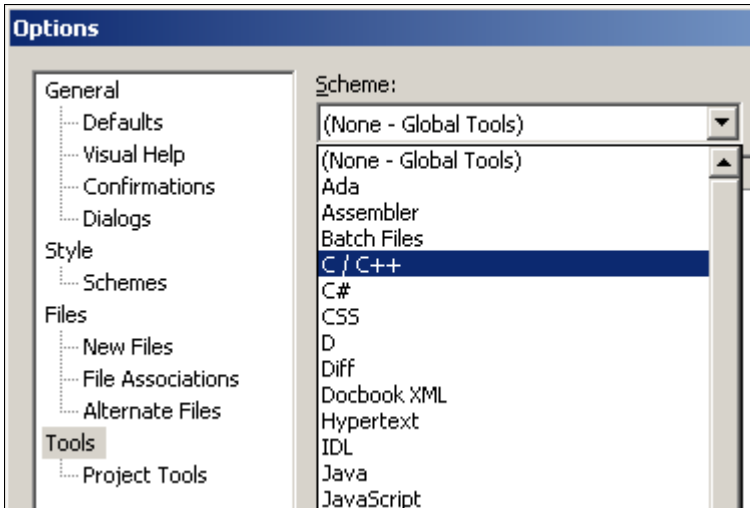 Options
General
Defaults
Visual Help
Confirmations
Dialogs
Style
Schemes
Files
New Files
File Associations
Alternate Files
Tools
Project Tools
Scheme:
(None - Global Tools)
(None - Global Tools)
Ada
Assembler
Batch Files
C / C++
C#
CSS
D
Diff
Docbook XML
Hypertext
IDL
Java
JavaScript